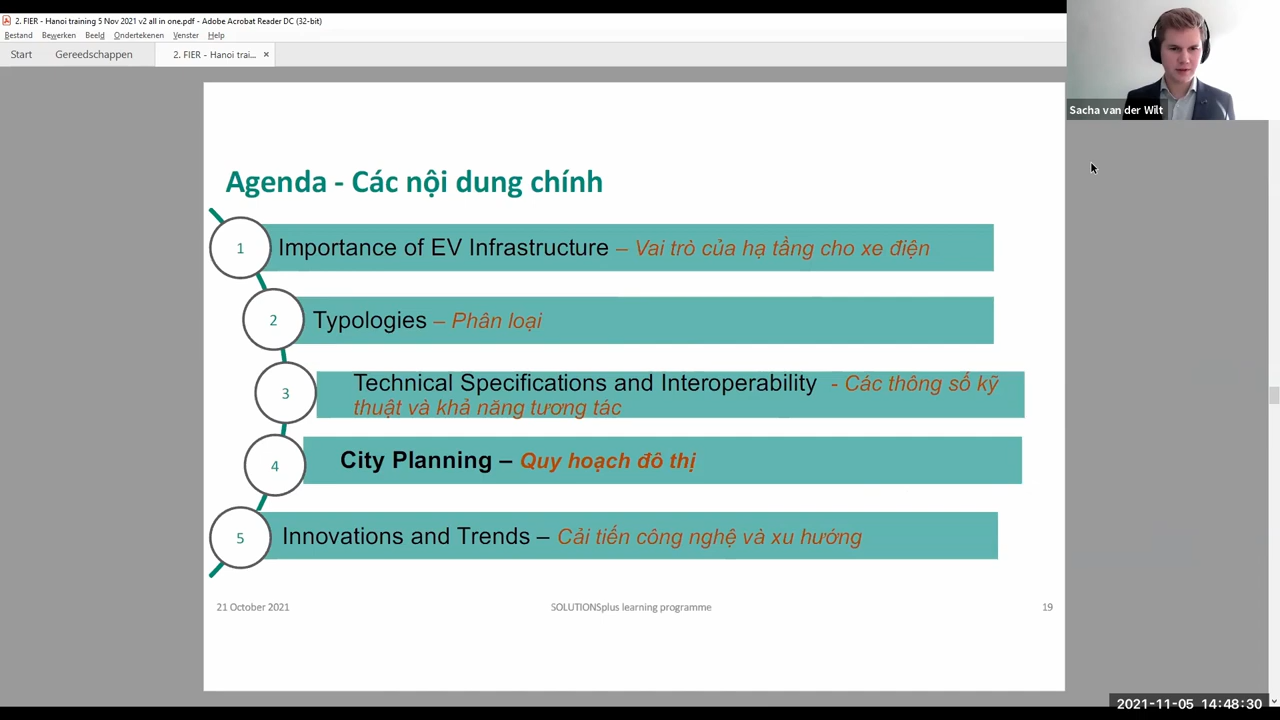 2. FIER - Hanoi training 5 Nov 2021 v2 all in one.pdf - Adobe Acrobat Reader DC (32-bit)
Bestand Bewerken Beeld Ondertekenen Venster Help
Start Gereedschappen 2. FIER - Hanoi trai... ×
Sacha van der Wilt
Agenda - Các nội dung chính
1 Importance of EV Infrastructure – Vai trò của hạ tầng cho xe điện
2 Typologies – Phân loại
3 Technical Specifications and Interoperability - Các thông số kỹ
thuật và khả năng tương tác
4 City Planning – Quy hoạch đô thị
5 Innovations and Trends – Cải tiến công nghệ và xu hướng
21 October 2021 SOLUTIONSplus learning programme 19
2021-11-05 14:48:30